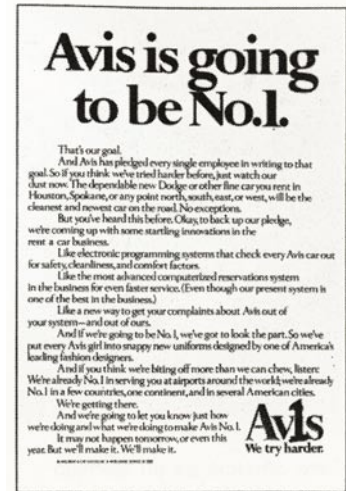 Avis is going
to be No.1.
That's our goal.
And Avis has pledged every single employee in writing to that
goal. So if you think we've tried harder before, just watch our
dust now. The dependable new Dodge or other fine car you rent in
Houston, Spokane, or any point north, south, east, or west, will be the
cleanest and newest car on the road. No exceptions.
But you've heard this before. Okay, to back up our pledge,
we're coming up with some startling innovations in the
rent a car business.
Like electronic programming systems that check every Avis car out
for safety, cleanliness, and comfort factors.
Like the most advanced computerized reservations system
in the business for even faster service. (Even though our present system is
one of the best in the business.)
Like a new way to get your complaints about Avis out of
your system—and out of ours.
And if we're going to be No.1, we've got to look the part. So we've
put every Avis girl into snappy new uniforms designed by one of America's
leading fashion designers.
And if you think we're biting off more than we can chew, listen:
We're already No.1 in serving you at airports around the world; we're already
No.1 in a few countries, one continent, and in several American cities.
We're getting there.
And we're going to let you know just how
we're doing and what we're doing to make Avis No.1.
It may not happen tomorrow, or even this
year. But we'll make it. We'll make it.
Avis
We try harder.